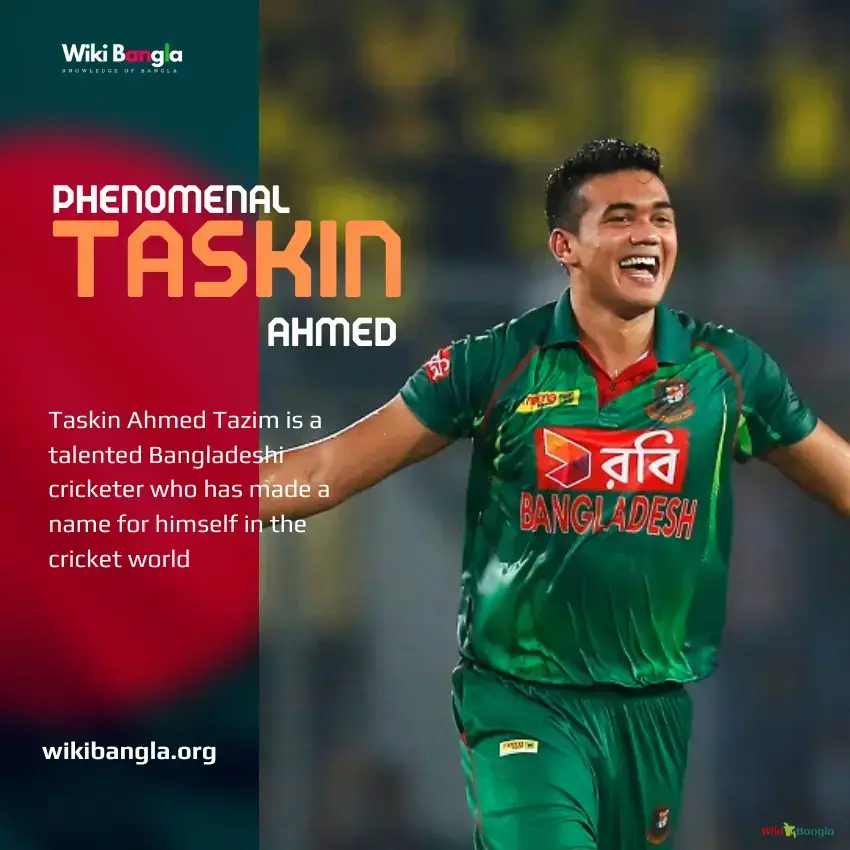 Wiki Bangla
KNOWLEDGE OF BANGLA
PHENOMENAL
TASKIN
AHMED
Taskin Ahmed Tazim is a
talented Bangladeshi
cricketer who has made a
name for himself in the
cricket world
wikibangla.org
রবি
BANGLADESH
Wiki Bangla